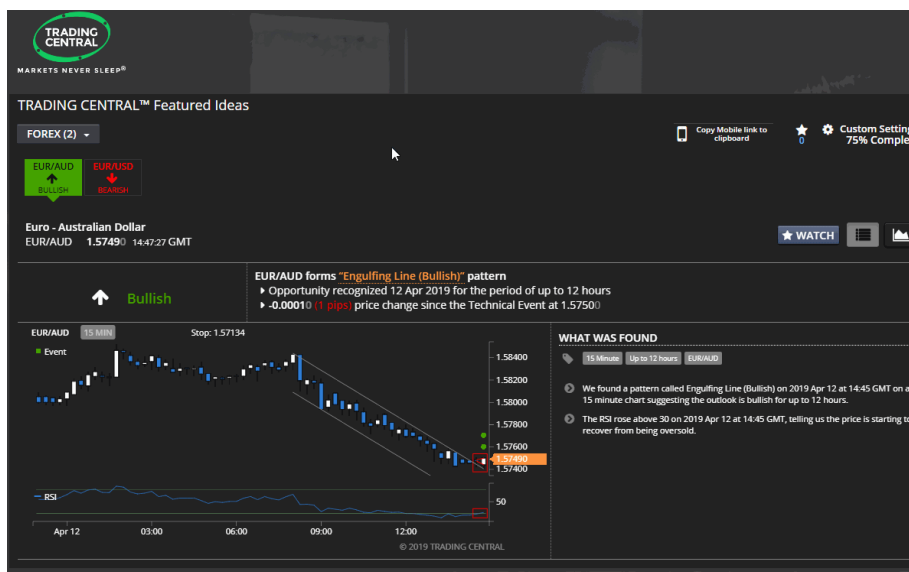 TRADING
CENTRAL
MARKETS NEVER SLEEP®
TRADING CENTRAL™ Featured Ideas
FOREX (2)
Copy Mobile link to
clipboard
0
Custom Setting
75% Comple
EUR/AUD
BULLISH
EUR/USD
BEARISH
Euro - Australian Dollar
EUR/AUD 1.57490 14:47:27 GMT
WATCH
Bullish
EUR/AUD forms "Engulfing Line (Bullish)" pattern
Opportunity recognized 12 Apr 2019 for the period of up to 12 hours
-0.00010 (1 pips) price change since the Technical Event at 1.57500
EUR/AUD 15 MIN Stop: 1.57134
Event
1.58400
1.58200
1.58000
1.57800
1.57600
1.57490
1.57400
RSI
50
Apr 12 03:00 06:00 09:00 12:00
© 2019 TRADING CENTRAL
WHAT WAS FOUND
15 Minute Up to 12 hours EUR/AUD
We found a pattern called Engulfing Line (Bullish) on 2019 Apr 12 at 14:45 GMT on a
15 minute chart suggesting the outlook is bullish for up to 12 hours.
The RSI rose above 30 on 2019 Apr 12 at 14:45 GMT, telling us the price is starting to
recover from being oversold.